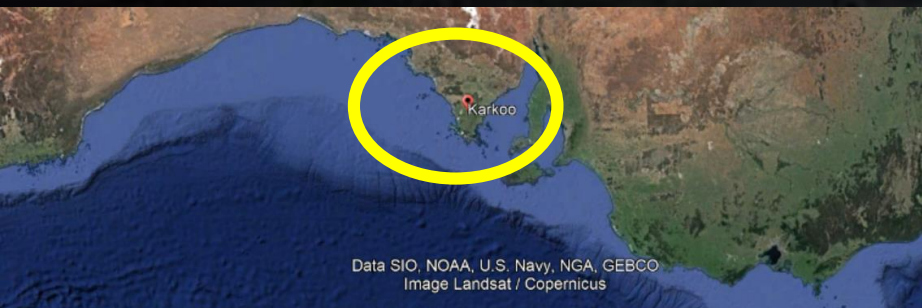 Karkoo
Data SIO, NOAA, U.S. Navy, NGA, GEBCO
Image Landsat / Copernicus